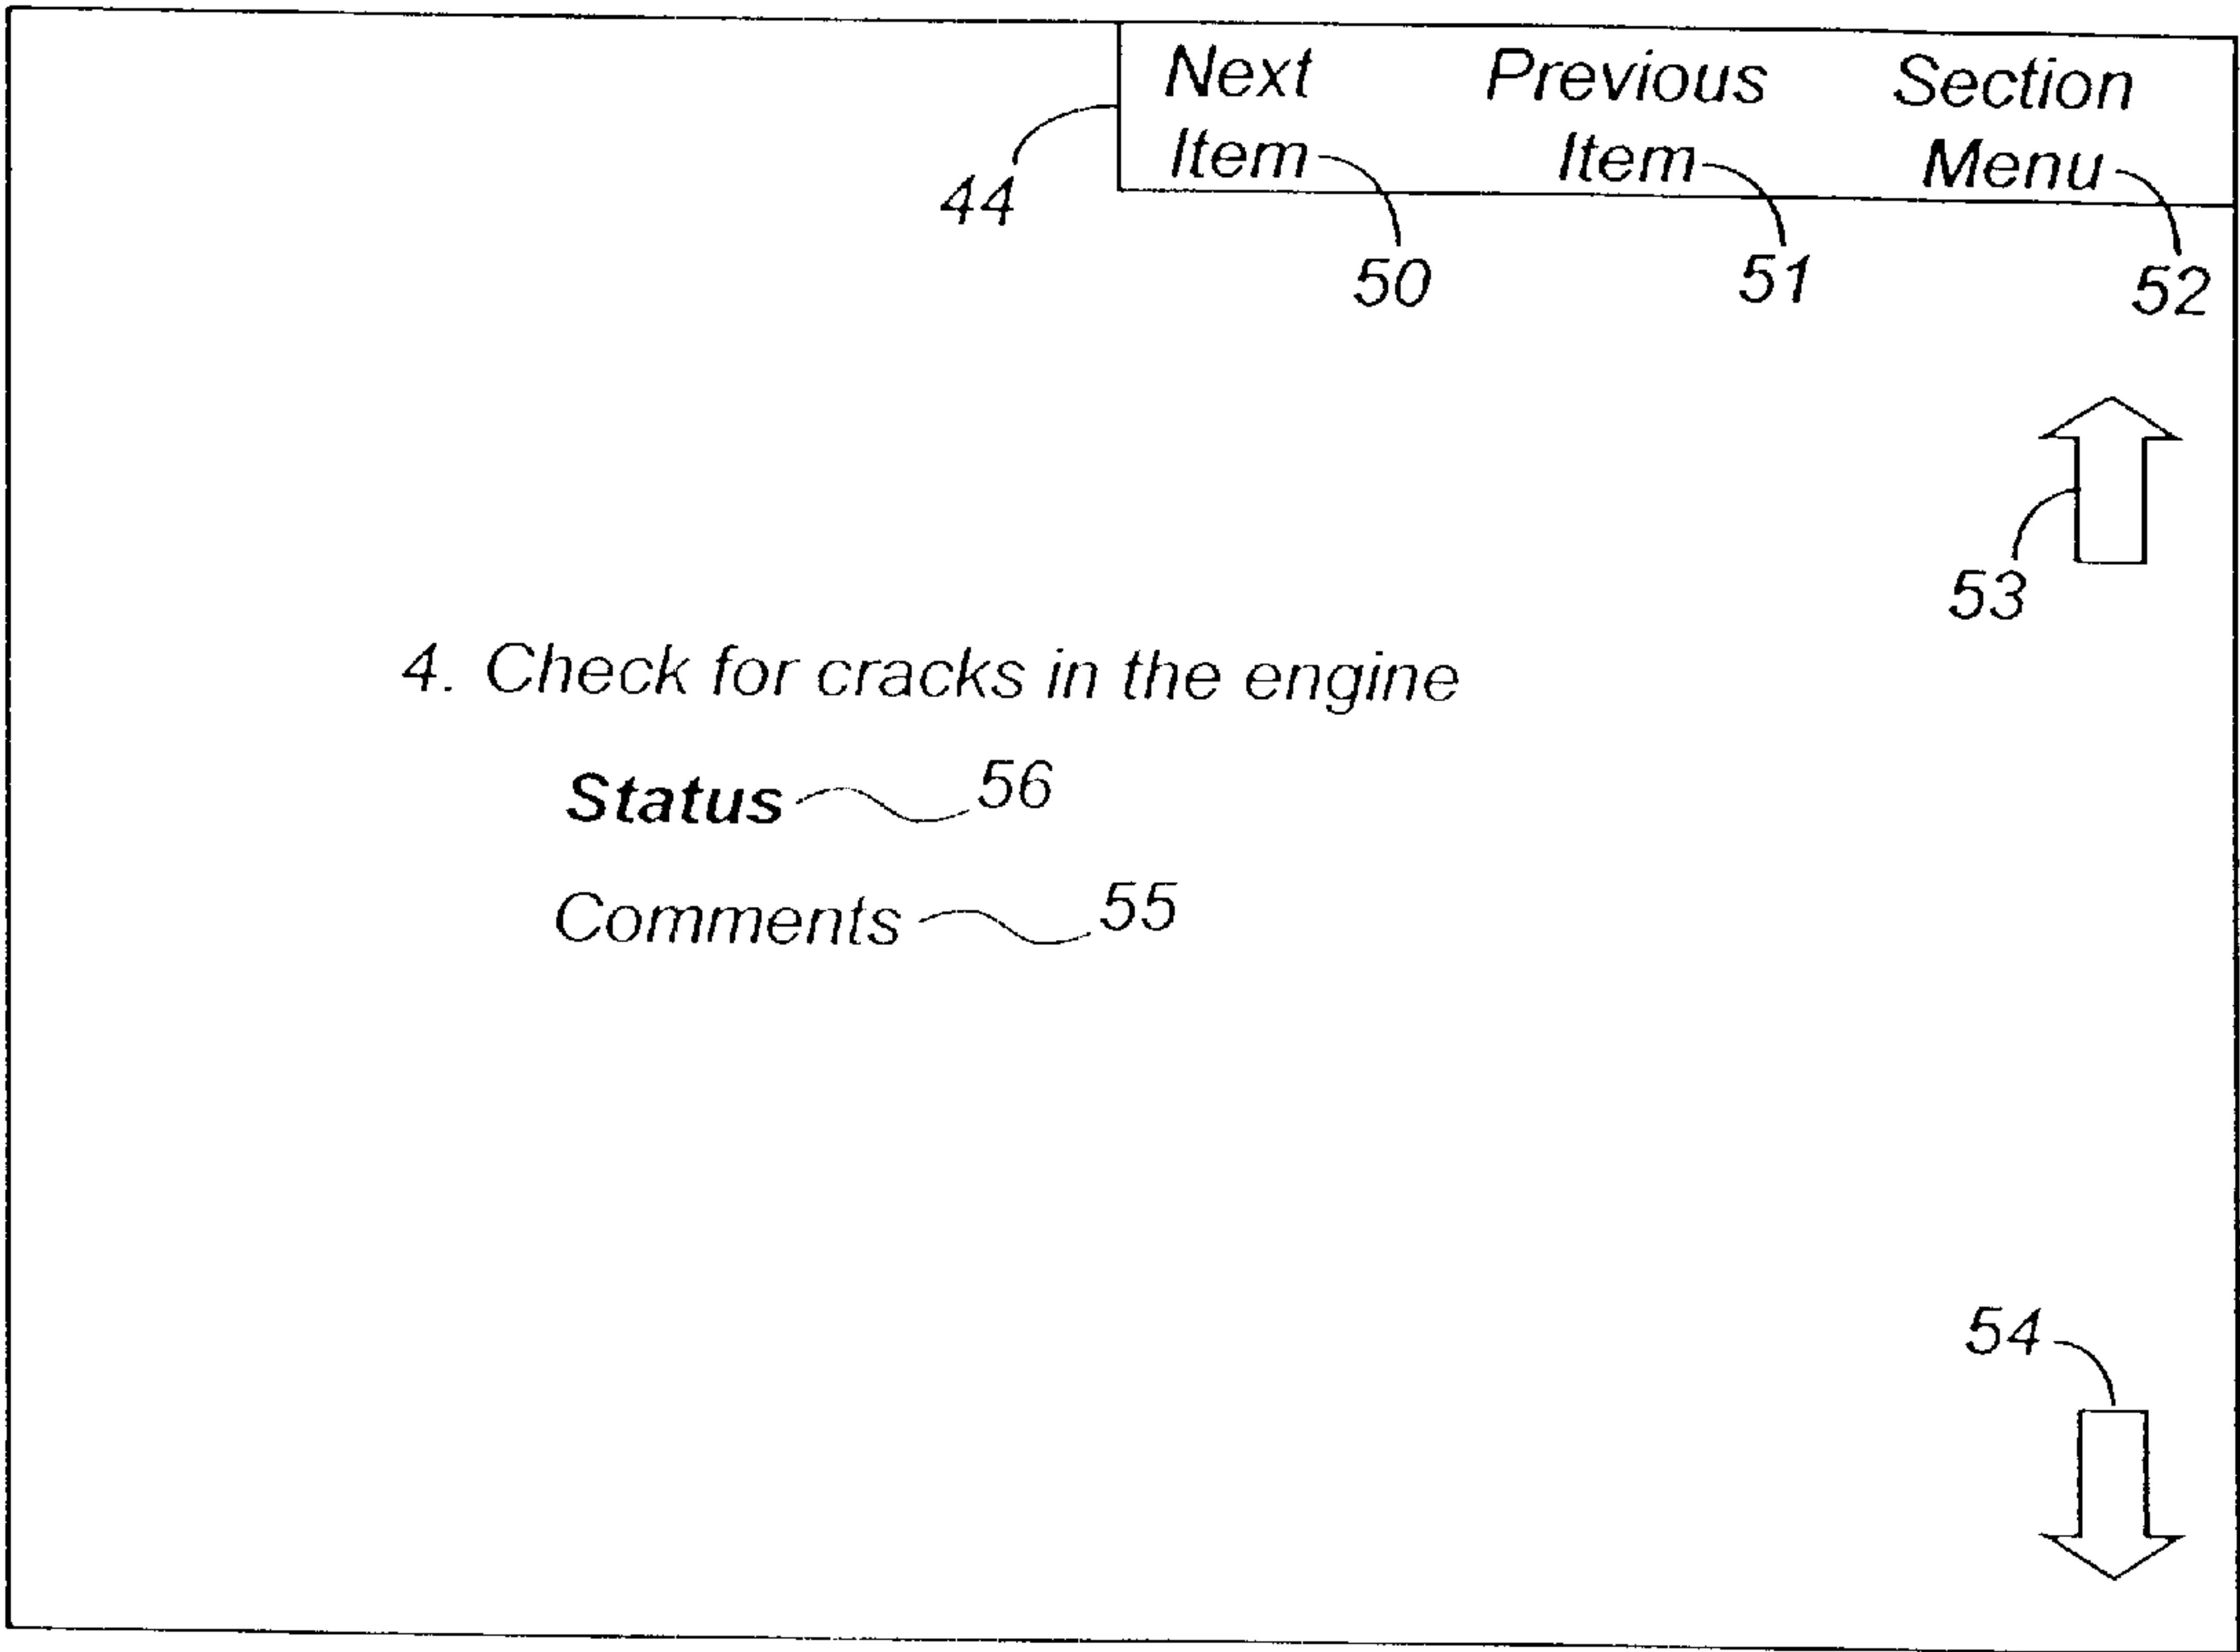 Next Previous Section
Item Item Menu
44
50 51 52
53
4. Check for cracks in the engine
Status 56
Comments 55
54